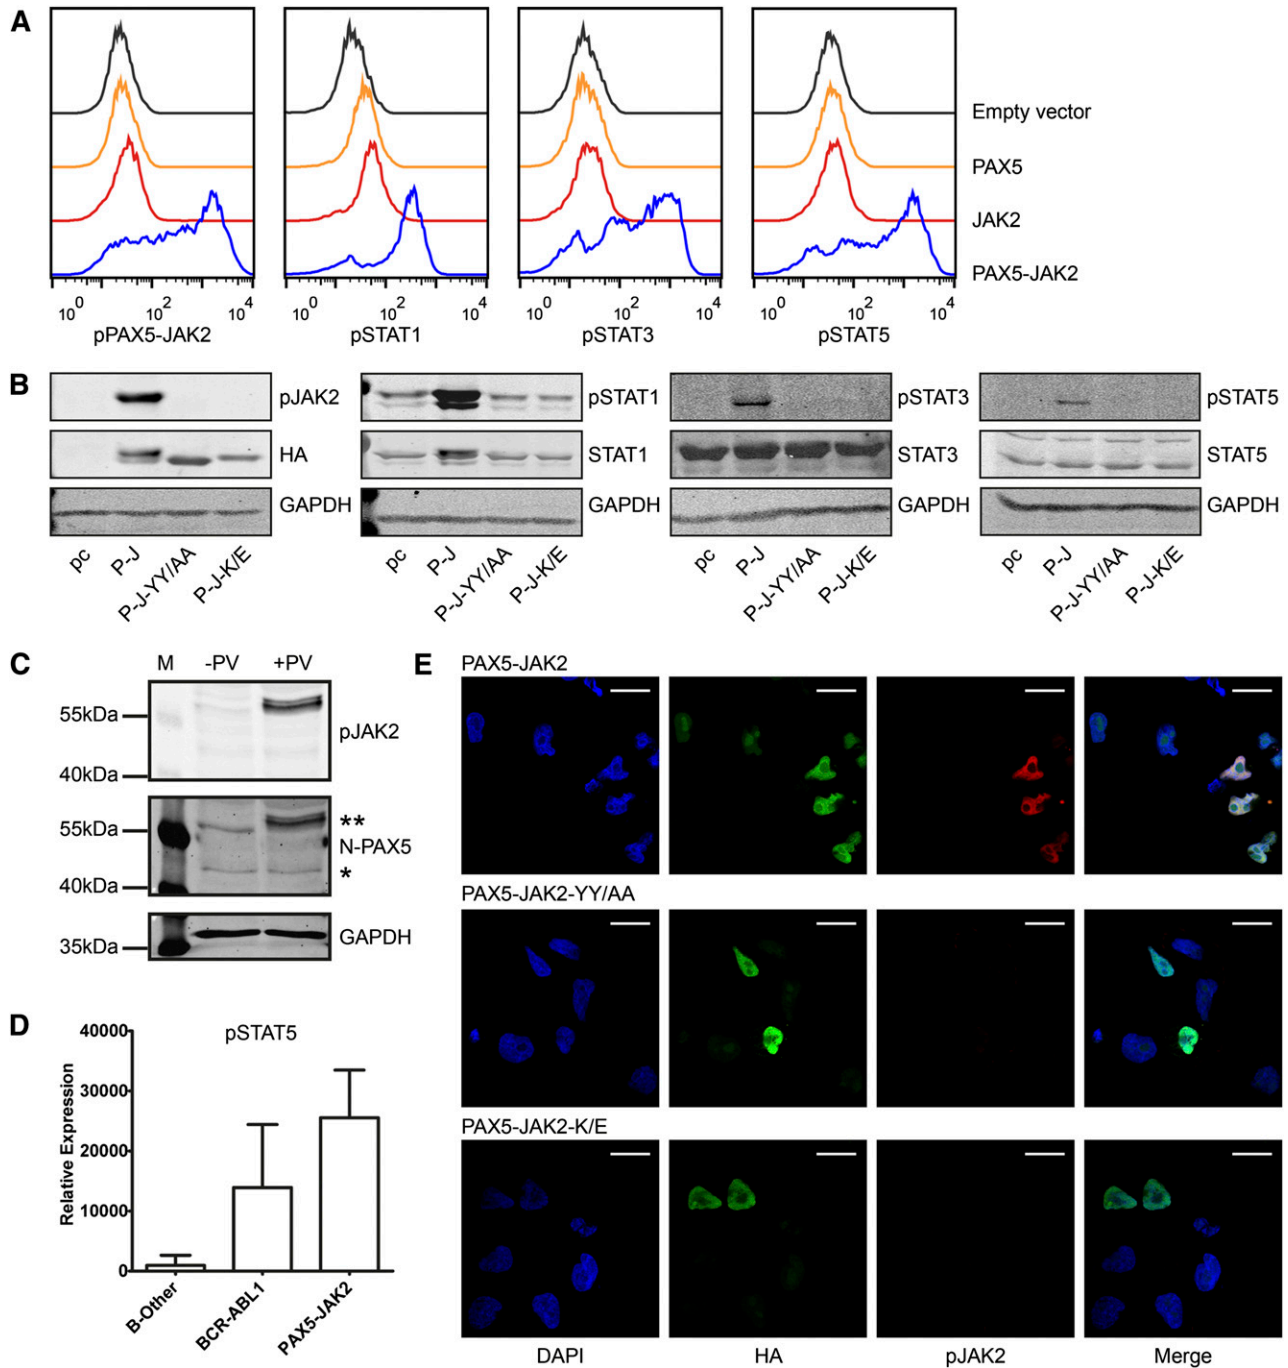 A
Empty vector
PAX5
JAK2
PAX5-JAK2
10^0 10^2 10^4
10^0 10^2 10^4
10^0 10^2 10^4
10^0 10^2 10^4
pPAX5-JAK2 pSTAT1 pSTAT3 pSTAT5
B
pJAK2 pSTAT1 pSTAT3 pSTAT5
HA STAT1 STAT3 STAT5
GAPDH GAPDH GAPDH GAPDH
pc P-J P-J-YY/AA P-J-K/E
pc P-J P-J-YY/AA P-J-K/E
pc P-J P-J-YY/AA P-J-K/E
pc P-J P-J-YY/AA P-J-K/E
C
M -PV +PV
55kDa
pJAK2
40kDa
**
55kDa
N-PAX5
*
40kDa
GAPDH
35kDa
D
pSTAT5
Relative Expression
40000
30000
20000
10000
0
B-Other BCR-ABL1 PAX5-JAK2
E
PAX5-JAK2
PAX5-JAK2-YY/AA
PAX5-JAK2-K/E
DAPI HA pJAK2 Merge